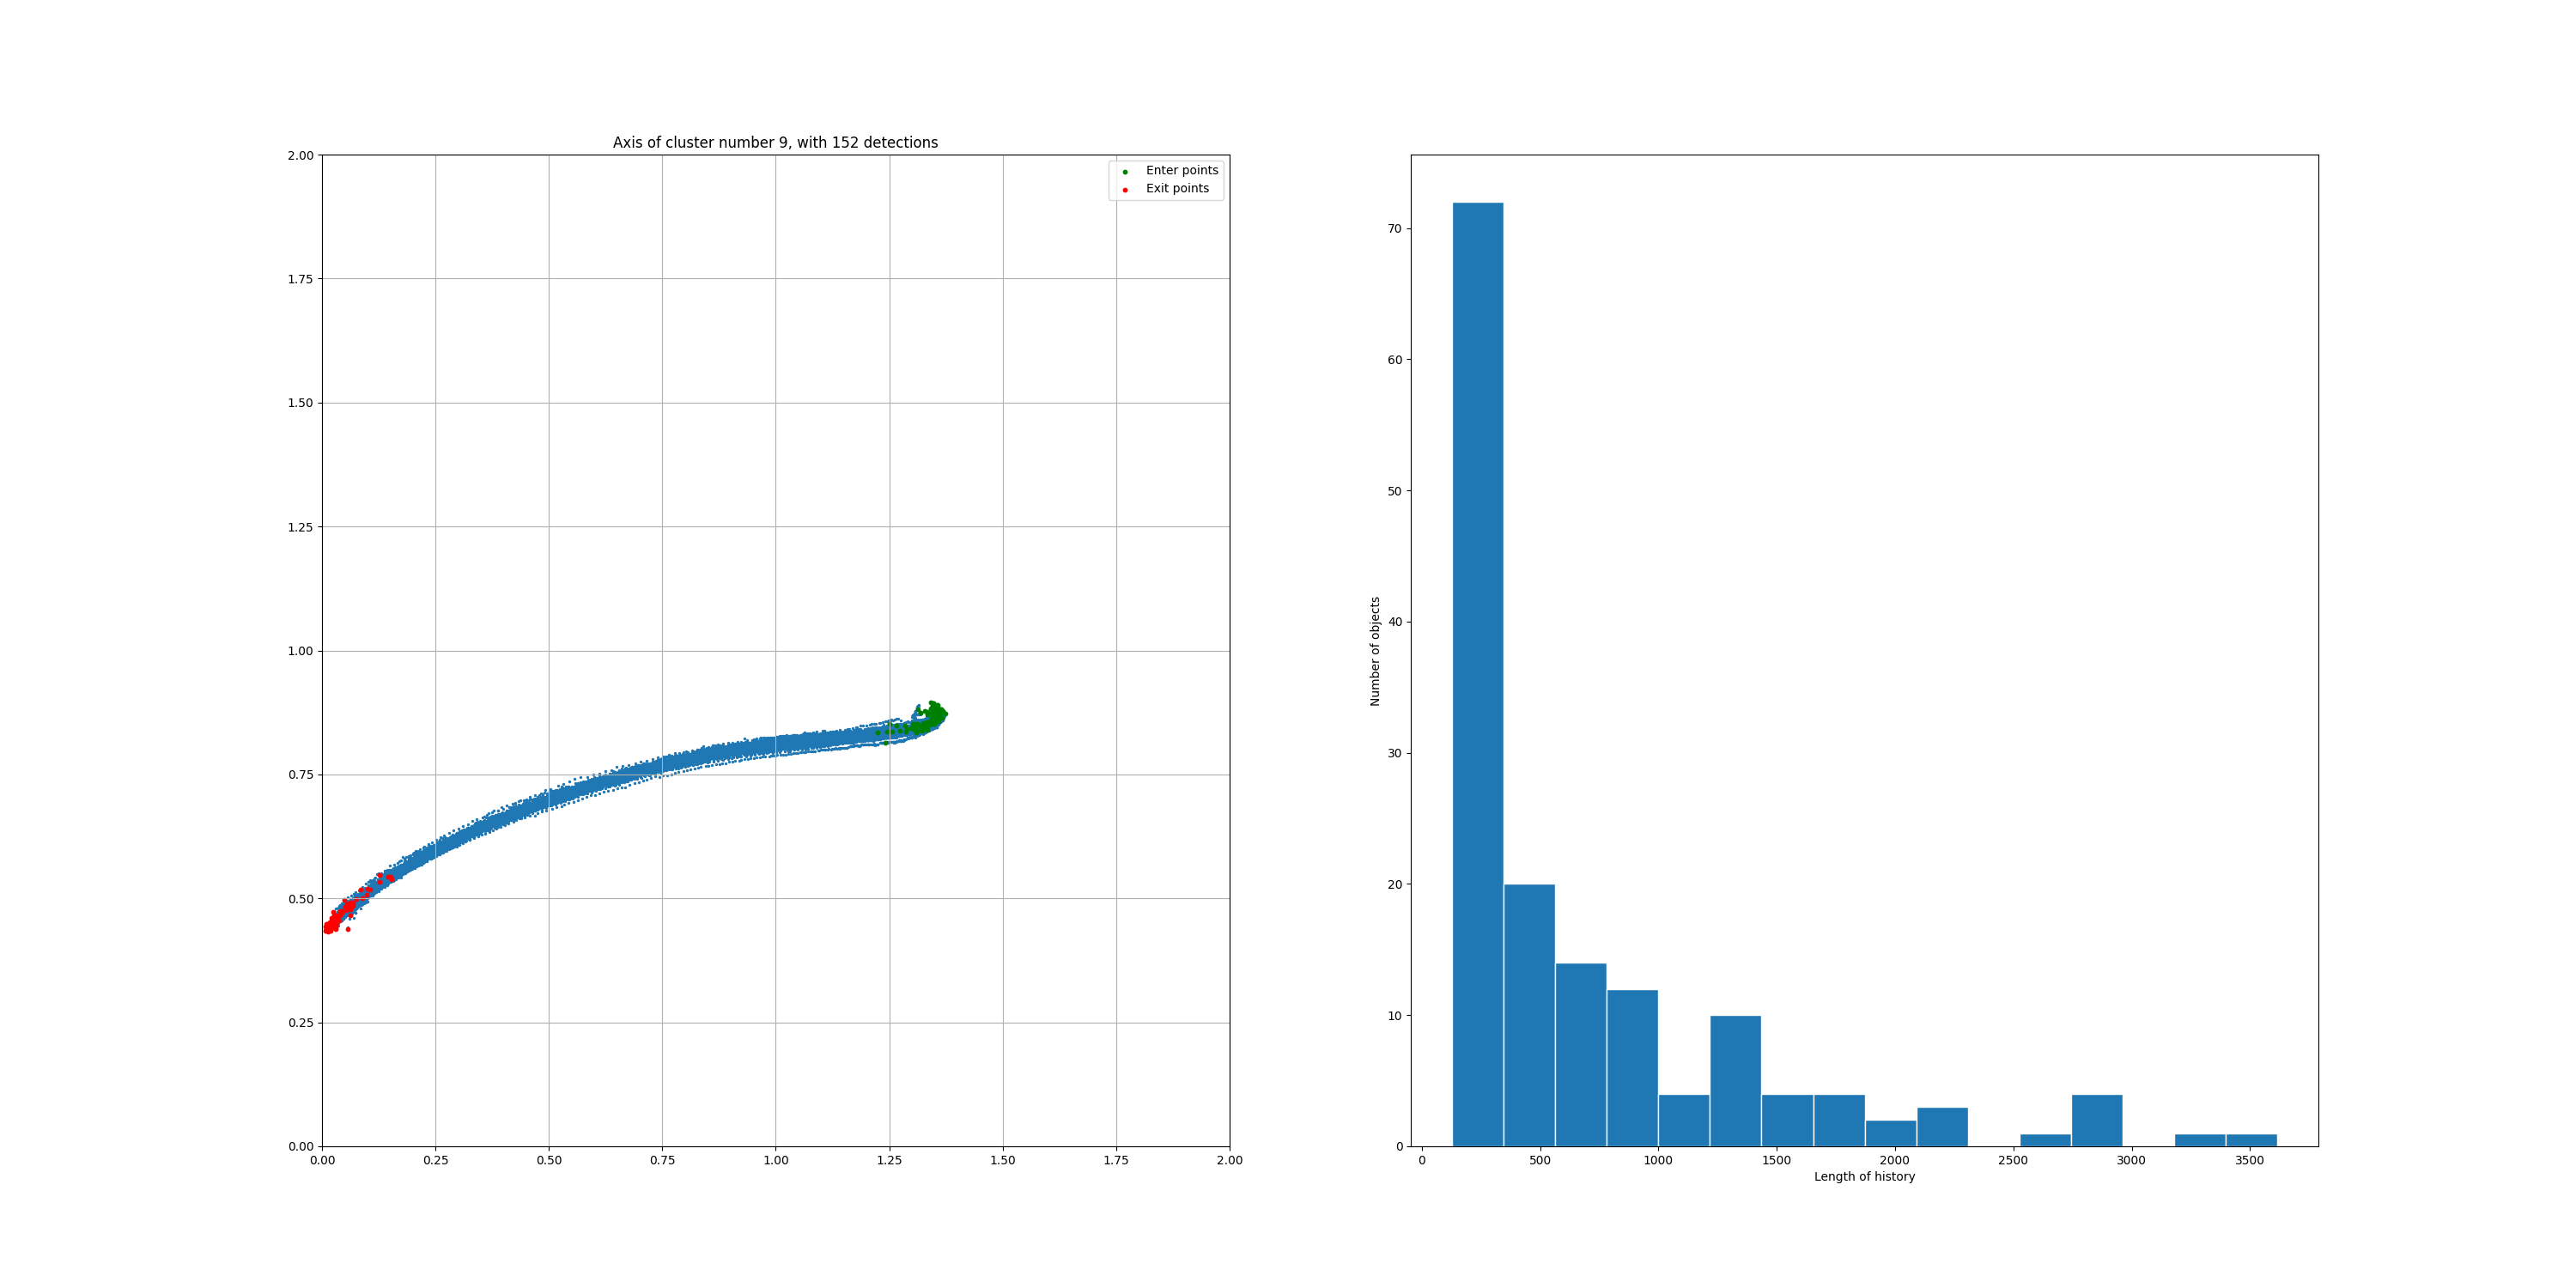 Axis of cluster number 9, with 152 detections
Enter points
Exit points
2.00
1.75
1.50
1.25
1.00
0.75
0.50
0.25
0.00
0.00 0.25 0.50 0.75 1.00 1.25 1.50 1.75 2.00
Number of objects
70
60
50
40
30
20
10
0
0 500 1000 1500 2000 2500 3000 3500
Length of history